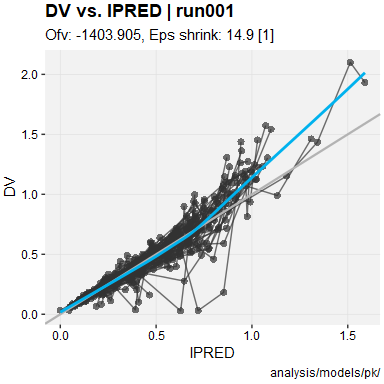 DV vs. IPRED | run001
Ofv: -1403.905, Eps shrink: 14.9 [1]
2.0
1.5
1.0
0.5
0.0
DV
0.0 0.5 1.0 1.5
IPRED
analysis/models/pk/